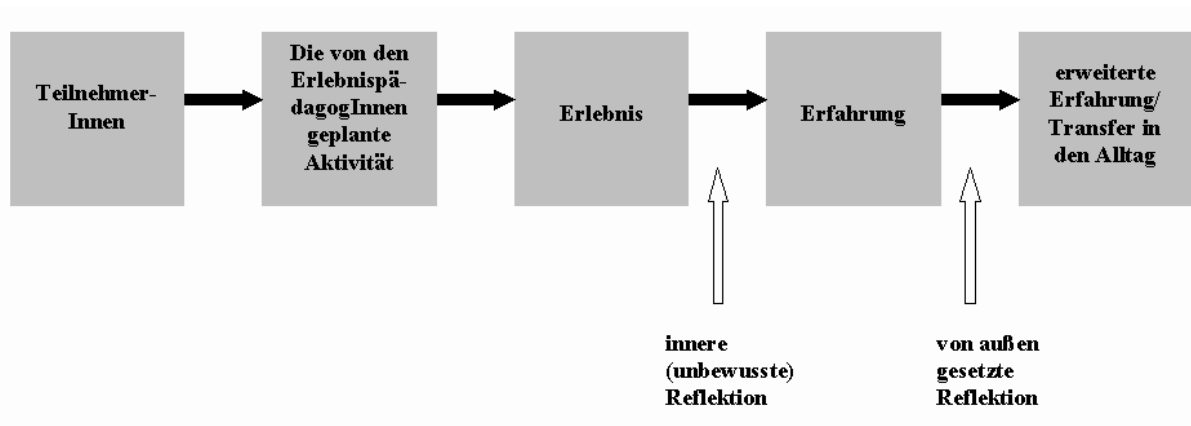 Teilnehmer-
Innen
Die von den
Erlebnispä-
dagogInnen
geplante
Aktivität
Erlebnis
Erfahrung
erweiterte
Erfahrung/
Transfer in
den Alltag
innere
(unbewusste)
Reflektion
von außen
gesetzte
Reflektion